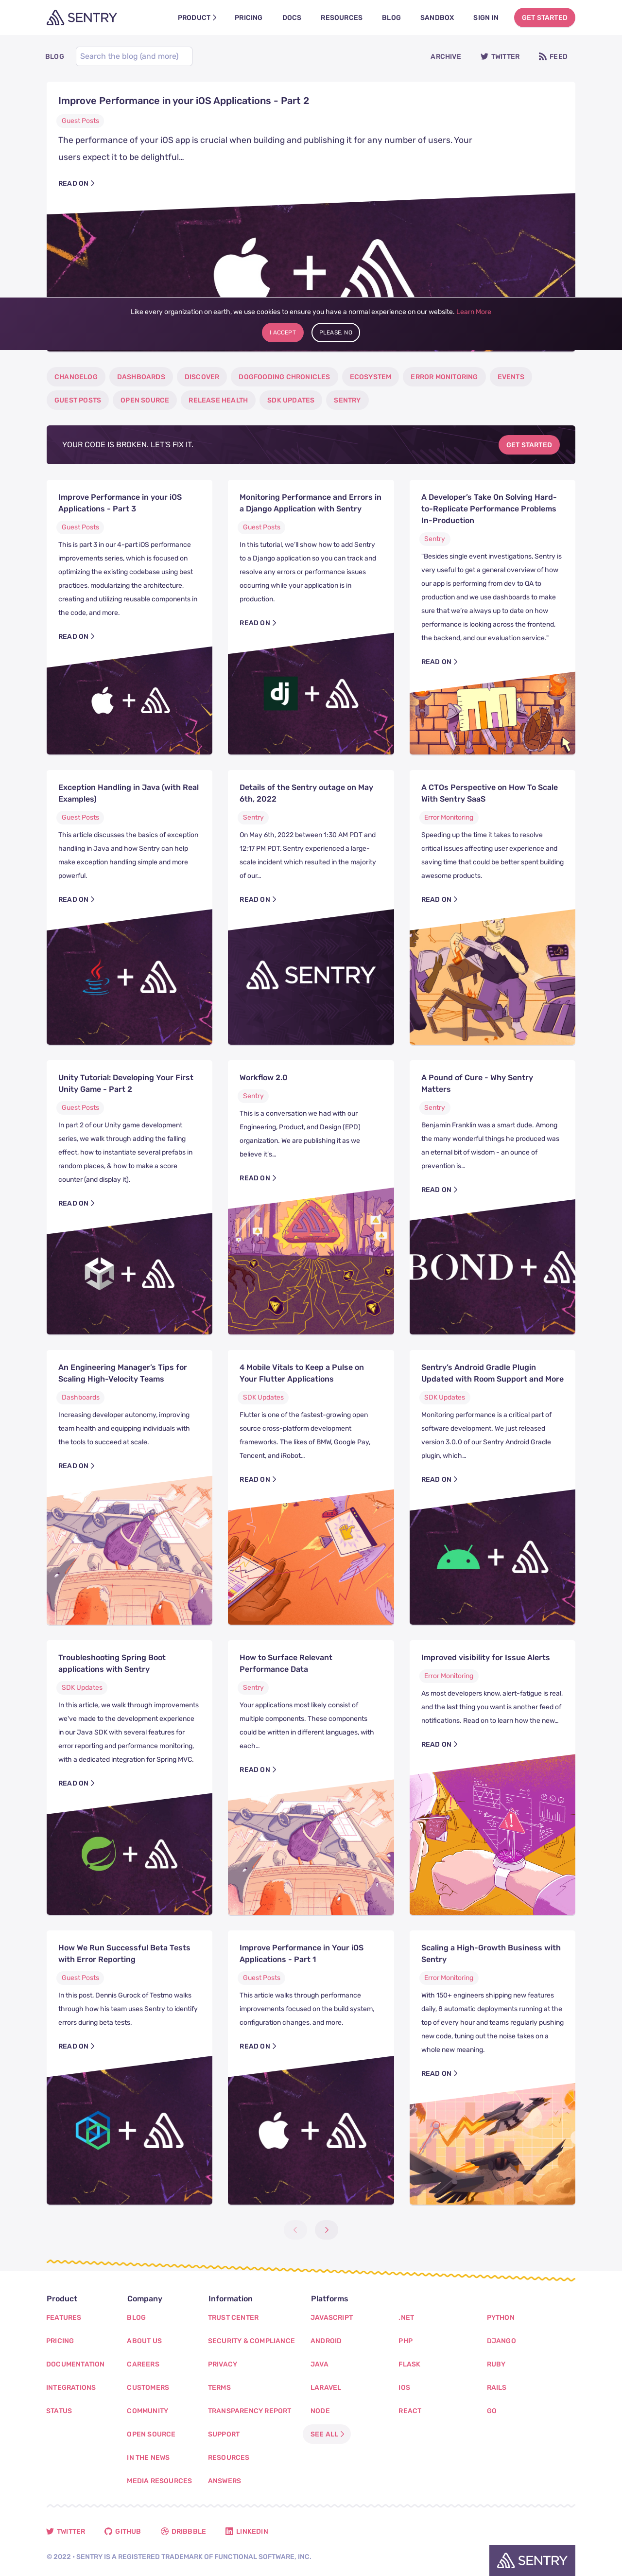 SENTRY
PRODUCT
PRICING
DOCS
RESOURCES
BLOG
SANDBOX
SIGN IN
GET STARTED
BLOG
Search the blog (and more)
ARCHIVE
TWITTER
FEED
Improve Performance in your iOS Applications - Part 2
Guest Posts
The performance of your iOS app is crucial when building and publishing it for any number of users. Your
users expect it to be delightful...
READ ON
Like every organization on earth, we use cookies to ensure you have a normal experience on our website. Learn More
I ACCEPT
PLEASE, NO
CHANGELOG
DASHBOARDS
DISCOVER
DOGFOODING CHRONICLES
ECOSYSTEM
ERROR MONITORING
EVENTS
GUEST POSTS
OPEN SOURCE
RELEASE HEALTH
SDK UPDATES
SENTRY
YOUR CODE IS BROKEN. LET'S FIX IT.
GET STARTED
Improve Performance in your iOS
Applications - Part 3
Guest Posts
This is part 3 in our 4-part iOS performance
improvements series, which is focused on
optimizing the existing codebase using best
practices, modularizing the architecture,
creating and utilizing reusable components in
the code, and more.
READ ON
Monitoring Performance and Errors in
a Django Application with Sentry
Guest Posts
In this tutorial, we'll show how to add Sentry
to a Django application so you can track and
resolve any errors or performance issues
occurring while your application is in
production.
READ ON
dj
A Developer's Take On Solving Hard-
to-Replicate Performance Problems
In-Production
Sentry
"Besides single event investigations, Sentry is
very useful to get a general overview of how
our app is performing from dev to QA to
production and we use dashboards to make
sure that we're always up to date on how
performance is looking across the frontend,
the backend, and our evaluation service."
READ ON
Exception Handling in Java (with Real
Examples)
Guest Posts
This article discusses the basics of exception
handling in Java and how Sentry can help
make exception handling simple and more
powerful.
READ ON
Details of the Sentry outage on May
6th, 2022
Sentry
On May 6th, 2022 between 1:30 AM PDT and
12:17 PM PDT, Sentry experienced a large-
scale incident which resulted in the majority
of our...
READ ON
SENTRY
A CTOs Perspective on How To Scale
With Sentry SaaS
Error Monitoring
Speeding up the time it takes to resolve
critical issues affecting user experience and
saving time that could be better spent building
awesome products.
READ ON
Unity Tutorial: Developing Your First
Unity Game - Part 2
Guest Posts
In part 2 of our Unity game development
series, we walk through adding the falling
effect, how to instantiate several prefabs in
random places, & how to make a score
counter (and display it).
READ ON
Workflow 2.0
Sentry
This is a conversation we had with our
Engineering, Product, and Design (EPD)
organization. We are publishing it as we
believe it's...
READ ON
A Pound of Cure - Why Sentry
Matters
Sentry
Benjamin Franklin was a smart dude. Among
the many wonderful things he produced was
an eternal bit of wisdom - an ounce of
prevention is...
READ ON
BOND
An Engineering Manager's Tips for
Scaling High-Velocity Teams
Dashboards
Increasing developer autonomy, improving
team health and equipping individuals with
the tools to succeed at scale.
READ ON
4 Mobile Vitals to Keep a Pulse on
Your Flutter Applications
SDK Updates
Flutter is one of the fastest-growing open
source cross-platform development
frameworks. The likes of BMW, Google Pay,
Tencent, and iRobot...
READ ON
Sentry's Android Gradle Plugin
Updated with Room Support and More
SDK Updates
Monitoring performance is a critical part of
software development. We just released
version 3.0.0 of our Sentry Android Gradle
plugin, which...
READ ON
Troubleshooting Spring Boot
applications with Sentry
SDK Updates
In this article, we walk through improvements
we've made to the development experience
in our Java SDK with several features for
error reporting and performance monitoring,
with a dedicated integration for Spring MVC.
READ ON
How to Surface Relevant
Performance Data
Sentry
Your applications most likely consist of
multiple components. These components
could be written in different languages, with
each...
READ ON
Improved visibility for Issue Alerts
Error Monitoring
As most developers know, alert-fatigue is real,
and the last thing you want is another feed of
notifications. Read on to learn how the new...
READ ON
How We Run Successful Beta Tests
with Error Reporting
Guest Posts
In this post, Dennis Gurock of Testmo walks
through how his team uses Sentry to identify
errors during beta tests.
READ ON
Improve Performance in Your iOS
Applications - Part 1
Guest Posts
This article walks through performance
improvements focused on the build system,
configuration changes, and more.
READ ON
Scaling a High-Growth Business with
Sentry
Error Monitoring
With 150+ engineers shipping new features
daily, 8 automatic deployments running at the
top of every hour and teams regularly pushing
new code, tuning out the noise takes on a
whole new meaning.
READ ON
Product
FEATURES
PRICING
DOCUMENTATION
INTEGRATIONS
STATUS
Company
BLOG
ABOUT US
CAREERS
CUSTOMERS
COMMUNITY
OPEN SOURCE
IN THE NEWS
MEDIA RESOURCES
Information
TRUST CENTER
SECURITY & COMPLIANCE
PRIVACY
TERMS
TRANSPARENCY REPORT
SUPPORT
RESOURCES
ANSWERS
Platforms
JAVASCRIPT
ANDROID
JAVA
LARAVEL
NODE
SEE ALL
.NET
PHP
FLASK
IOS
REACT
PYTHON
DJANGO
RUBY
RAILS
GO
TWITTER
GITHUB
DRIBBBLE
LINKEDIN
© 2022 • SENTRY IS A REGISTERED TRADEMARK OF FUNCTIONAL SOFTWARE, INC.
SENTRY